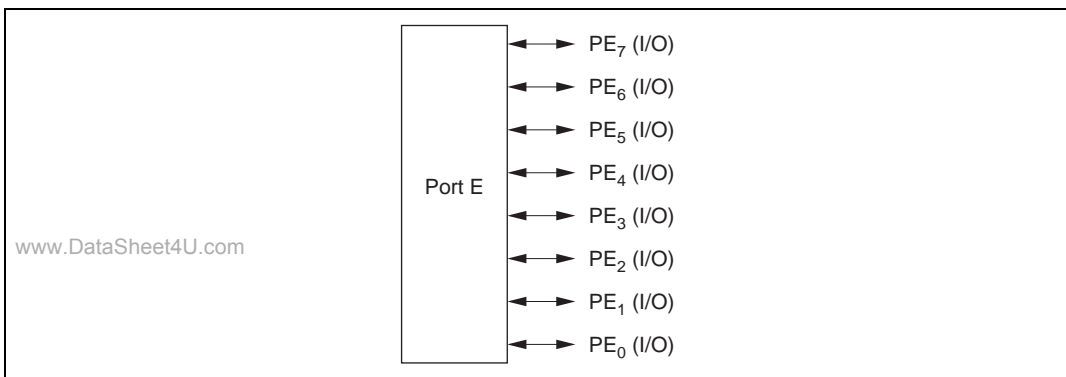 PE7 (I/O)
PE6 (I/O)
PE5 (I/O)
PE4 (I/O)
Port E
PE3 (I/O)
www.DataSheet4U.com
PE2 (I/O)
PE1 (I/O)
PE0 (I/O)